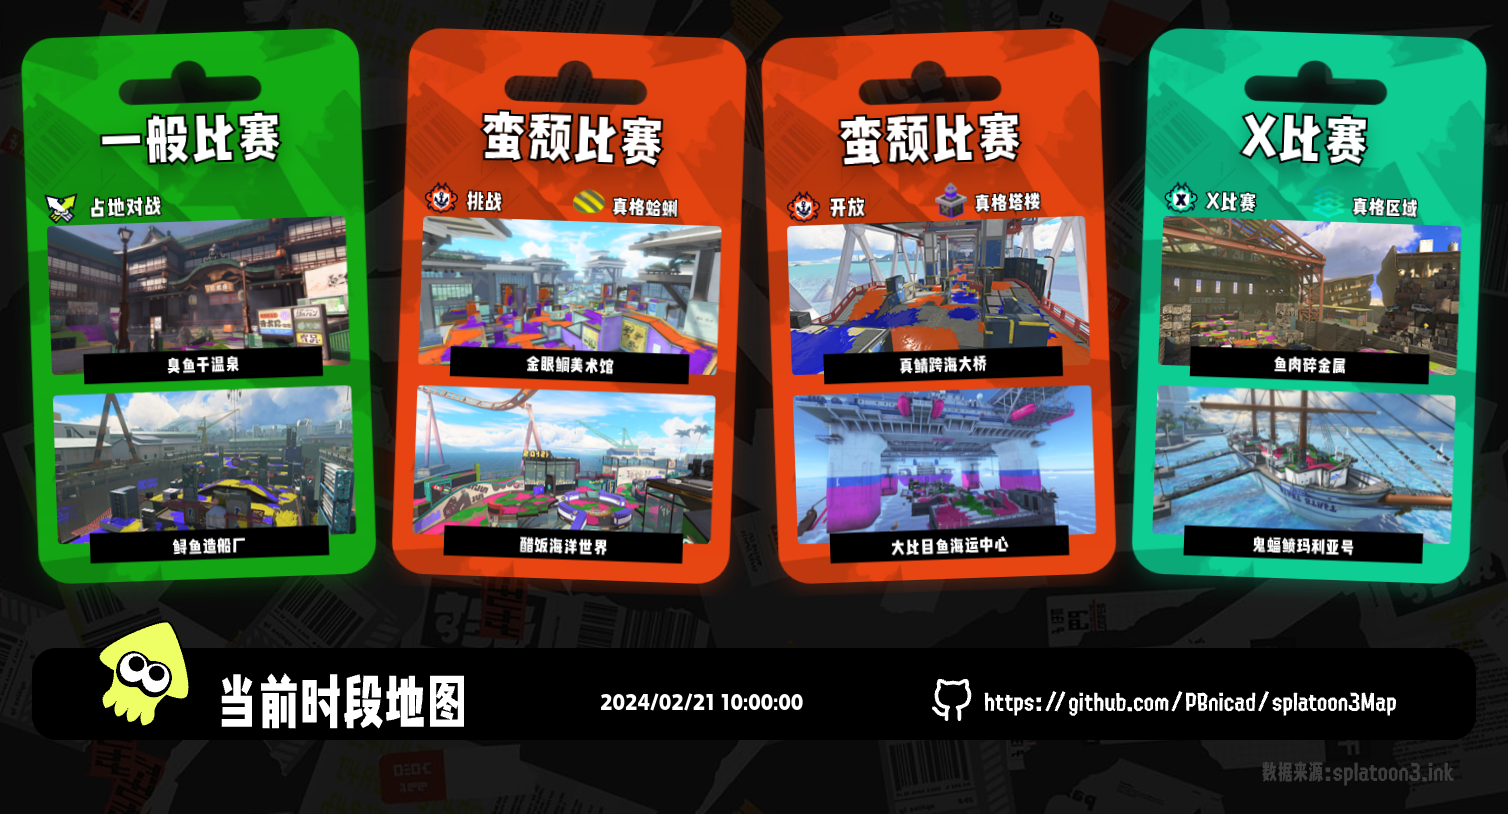 一般比赛
占地对战
臭鱼干温泉
鲟鱼造船厂
蛮颓比赛
挑战
真格蛤蜊
金眼鲷美术馆
醋饭海洋世界
蛮颓比赛
开放
真格塔楼
真鲭跨海大桥
大比目鱼海运中心
X比赛
X比赛
真格区域
鱼肉碎金属
鬼蝠鲼玛利亚号
当前时段地图
2024/02/21 10:00:00
https://github.com/PBnicad/splatoon3Map
数据来源:splatoon3.ink